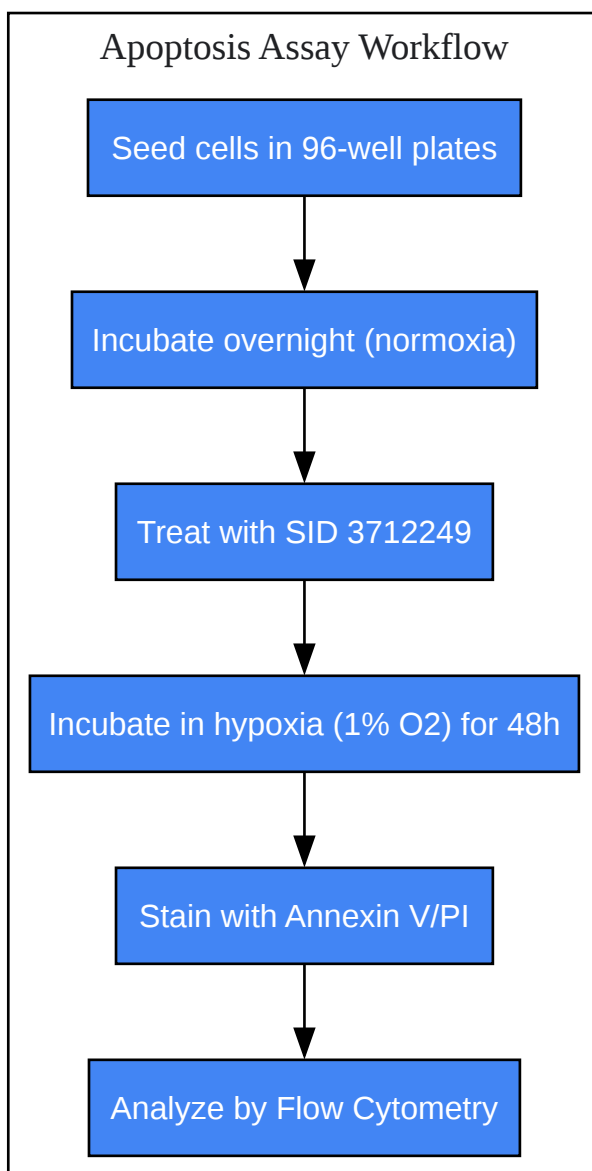 Apoptosis Assay Workflow
Seed cells in 96-well plates
Incubate overnight (normoxia)
Treat with SID 3712249
Incubate in hypoxia (1% O2) for 48h
Stain with Annexin V/PI
Analyze by Flow Cytometry